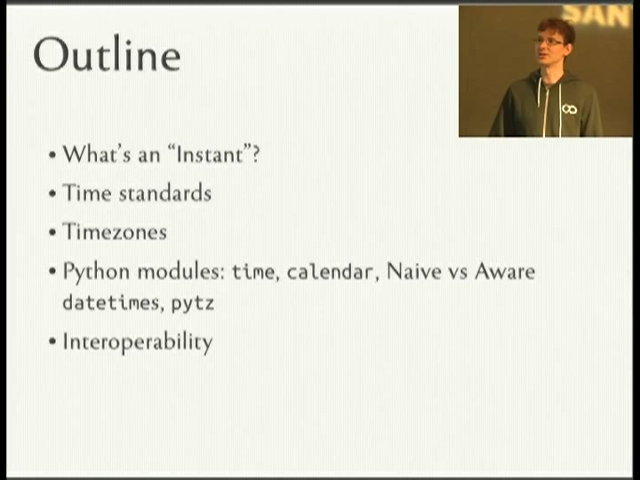 Outline
SAN
• What's an “Instant”?
• Time standards
• Timezones
• Python modules: time, calendar, Naive vs Aware
datetimes, pytz
• Interoperability